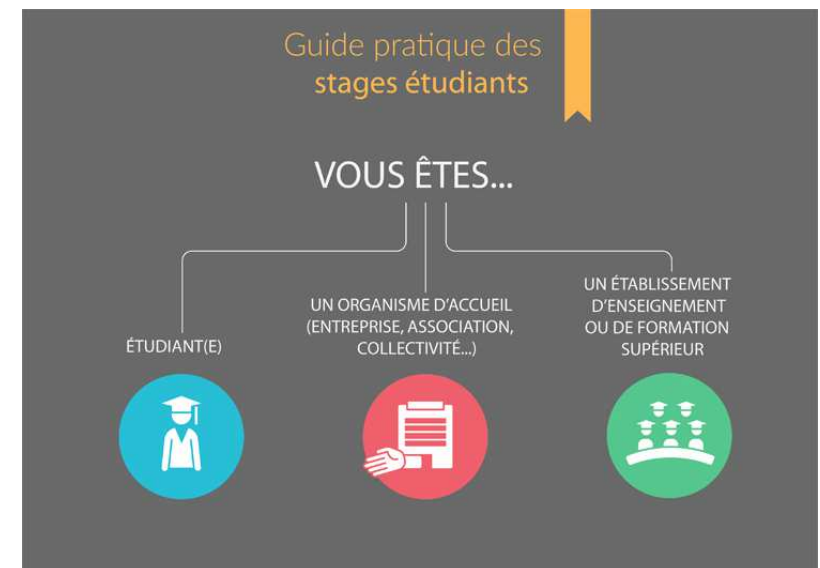 Guide pratique des
stages étudiants
VOUS ÊTES...
ÉTUDIANT(E)
UN ORGANISME D'ACCUEIL
(ENTREPRISE, ASSOCIATION,
COLLECTIVITÉ...)
UN ÉTABLISSEMENT
D'ENSEIGNEMENT
OU DE FORMATION
SUPÉRIEUR